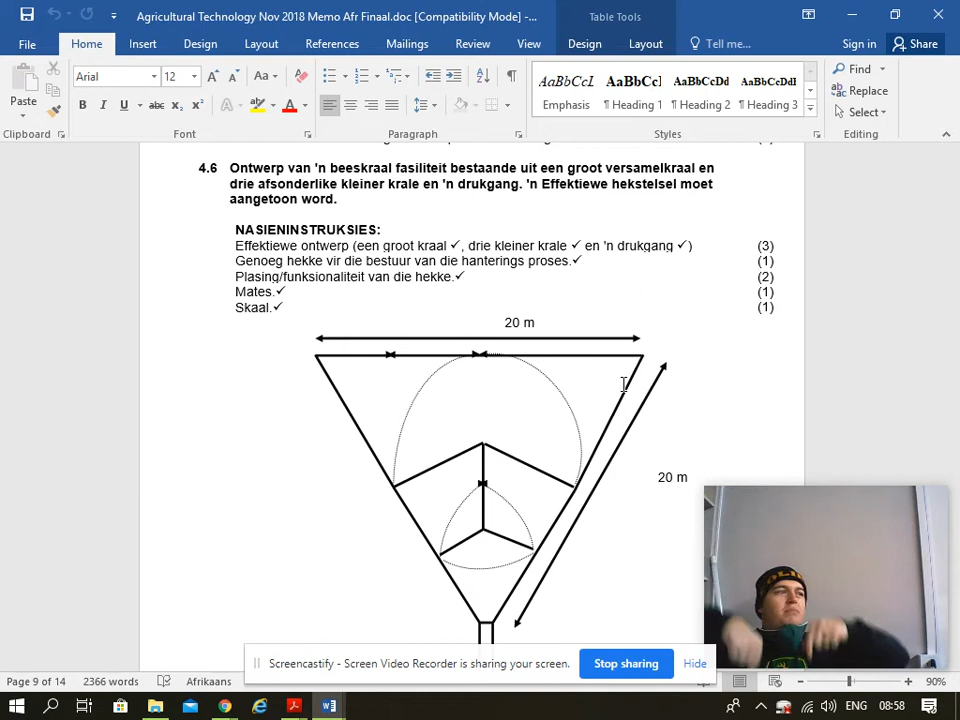 Agricultural Technology Nov 2018 Memo Afr Finaal.doc [Compatibility Mode] -...
Table Tools
File Home Insert Design Layout References Mailings Review View Design Layout Tell me... Sign in Share
Paste
Arial 12 Aa
B I U abc x₂ x² A A
AaBbCcL AaBbCcI AaBbCcDd AaBbCcDdI
Emphasis ¶ Heading 1 ¶ Heading 2 ¶ Heading 3
Find
Replace
Select
Clipboard Font Paragraph Styles Editing
4.6 Ontwerp van 'n beeskraal fasiliteit bestaande uit een groot versamelkraal en
drie afsonderlike kleiner krale en 'n drukgang. 'n Effektiewe hekstelsel moet
aangetoon word.
NASIENINSTRUKSIES:
Effektiewe ontwerp (een groot kraal ✓, drie kleiner krale ✓ en 'n drukgang ✓) (3)
Genoeg hekke vir die bestuur van die hanterings proses.✓ (1)
Plasing/funksionaliteit van die hekke.✓ (2)
Mates.✓ (1)
Skaal.✓ (1)
20 m
20 m
Screencastify - Screen Video Recorder is sharing your screen. Stop sharing Hide
Page 9 of 14 2366 words Afrikaans 90%
ENG 08:58